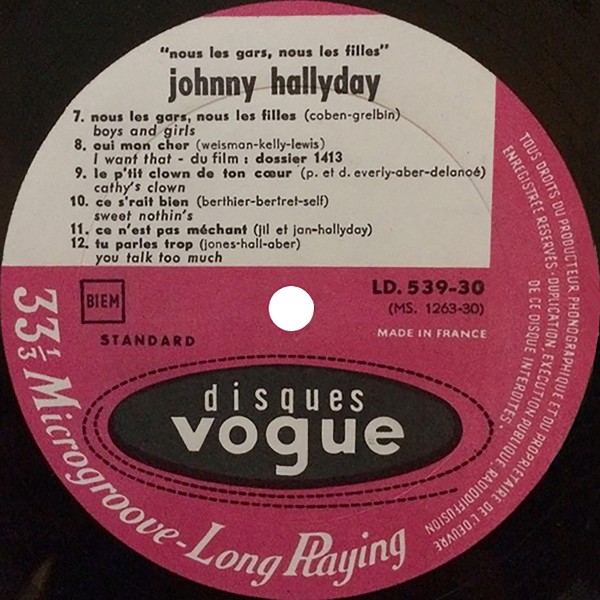 "nous les gars, nous les filles"
johnny hallyday
7. nous les gars, nous les filles (coben-grelbin)
boys and girls
8. oui mon cher (weisman-kelly-lewis)
I want that - du film : dossier 1413
9. le p'tit clown de ton cœur (p. et d. everly-aber-delanoé)
cathy's clown
10. ce s'rait bien (berthier-bertret-self)
sweet nothin's
11. ce n'est pas méchant (jil et jan-hallyday)
12. tu parles trop (jones-hall-aber)
you talk too much
BIEM
STANDARD
LD. 539-30
(MS. 1263-30)
MADE IN FRANCE
disques
vogue
33 1/3 Microgroove-Long Playing
TOUS DROITS DU PRODUCTEUR PHONOGRAPHIQUE ET DU PROPRIETAIRE DE L'OEUVRE
ENREGISTRÉE RESERVES - DUPLICATION, EXECUTION PUBLIQUE, RADIODIFFUSION
DE CE DISQUE INTERDITES